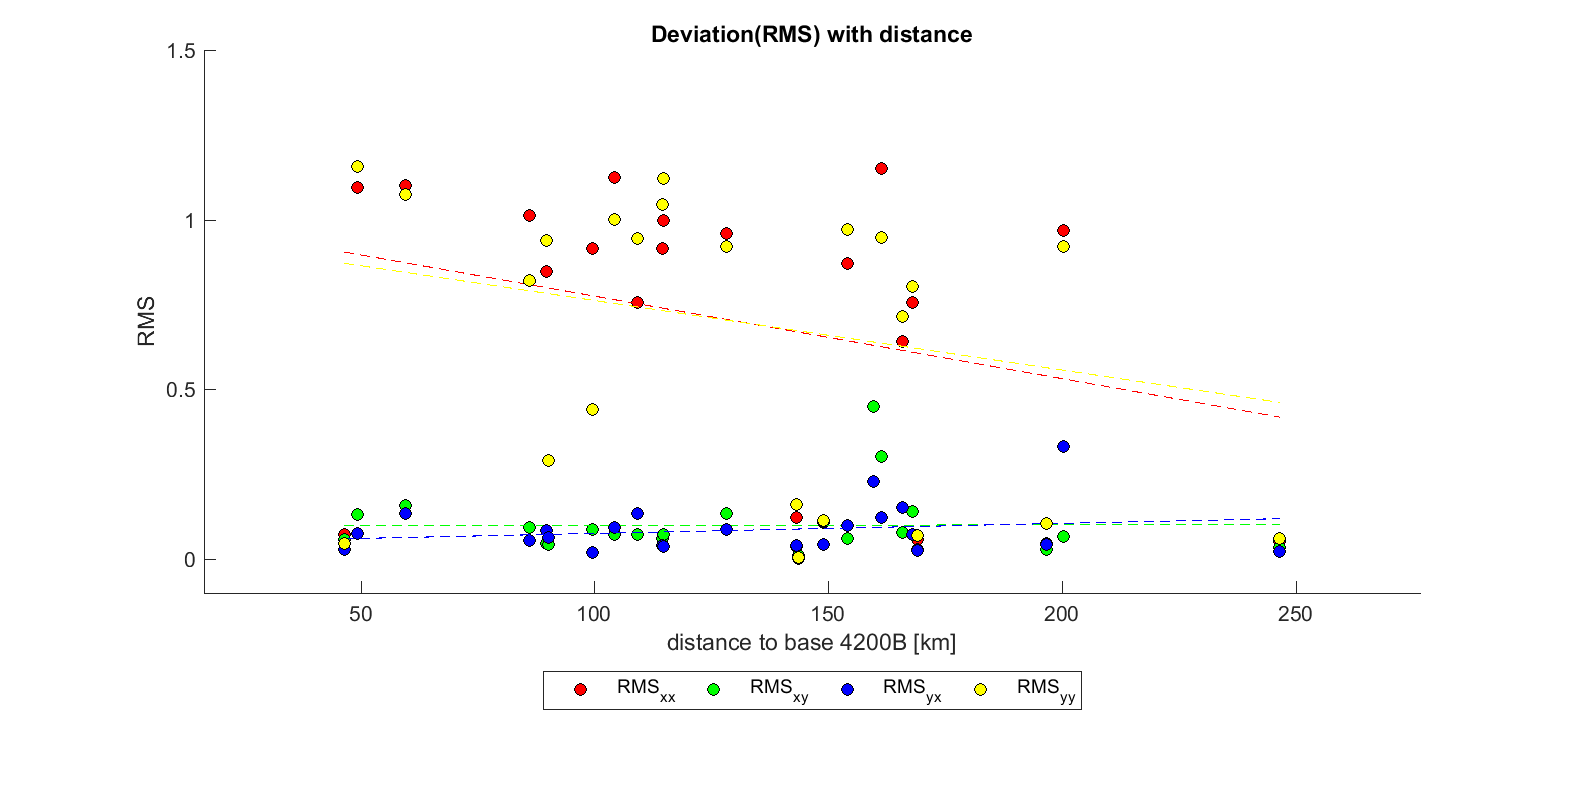 Deviation(RMS) with distance
1.5
1
0.5
0
RMS
50 100 150 200 250
distance to base 4200B [km]
RMSxx RMSxy RMSyx RMSyy